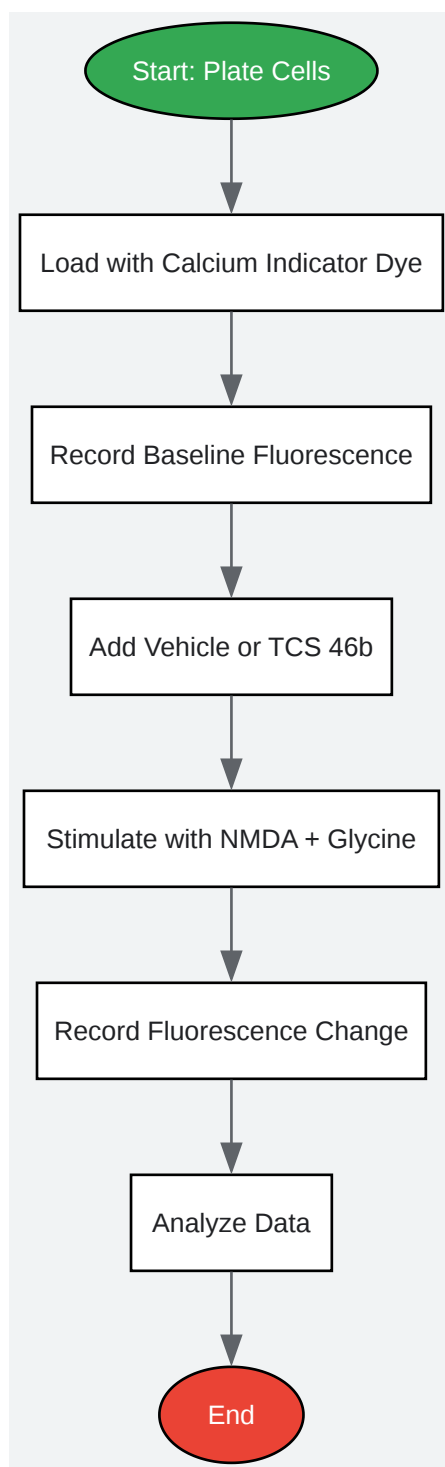 Start: Plate Cells
Load with Calcium Indicator Dye
Record Baseline Fluorescence
Add Vehicle or TCS 46b
Stimulate with NMDA + Glycine
Record Fluorescence Change
Analyze Data
End